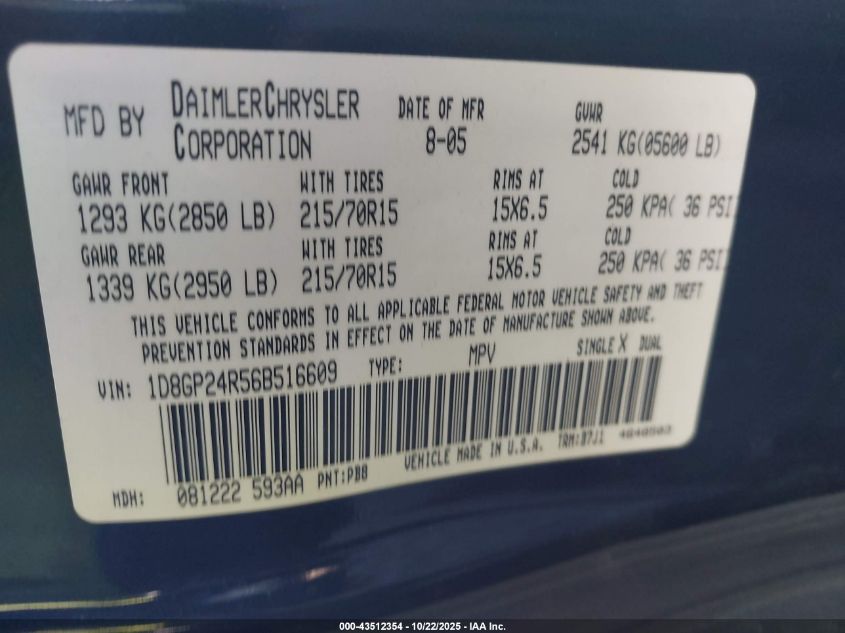 MFD BY DAIMLERCHRYSLER CORPORATION DATE OF MFR 8-05 GVWR 2541 KG(05600 LB)
GAWR FRONT WITH TIRES RIMS AT COLD
1293 KG(2850 LB) 215/70R15 15X6.5 250 KPA( 36 PSI)
GAWR REAR WITH TIRES RIMS AT COLD
1339 KG(2950 LB) 215/70R15 15X6.5 250 KPA( 36 PSI)
THIS VEHICLE CONFORMS TO ALL APPLICABLE FEDERAL MOTOR VEHICLE SAFETY AND THEFT
PREVENTION STANDARDS IN EFFECT ON THE DATE OF MANUFACTURE SHOWN ABOVE.
VIN: 1D8GP24R56B516609 TYPE: MPV SINGLE X DUAL
MDH: 081222 593AA PNT:PB8 VEHICLE MADE IN U.S.A. TRM:B7J1
000-43512354 - 10/22/2025 - IAA Inc.